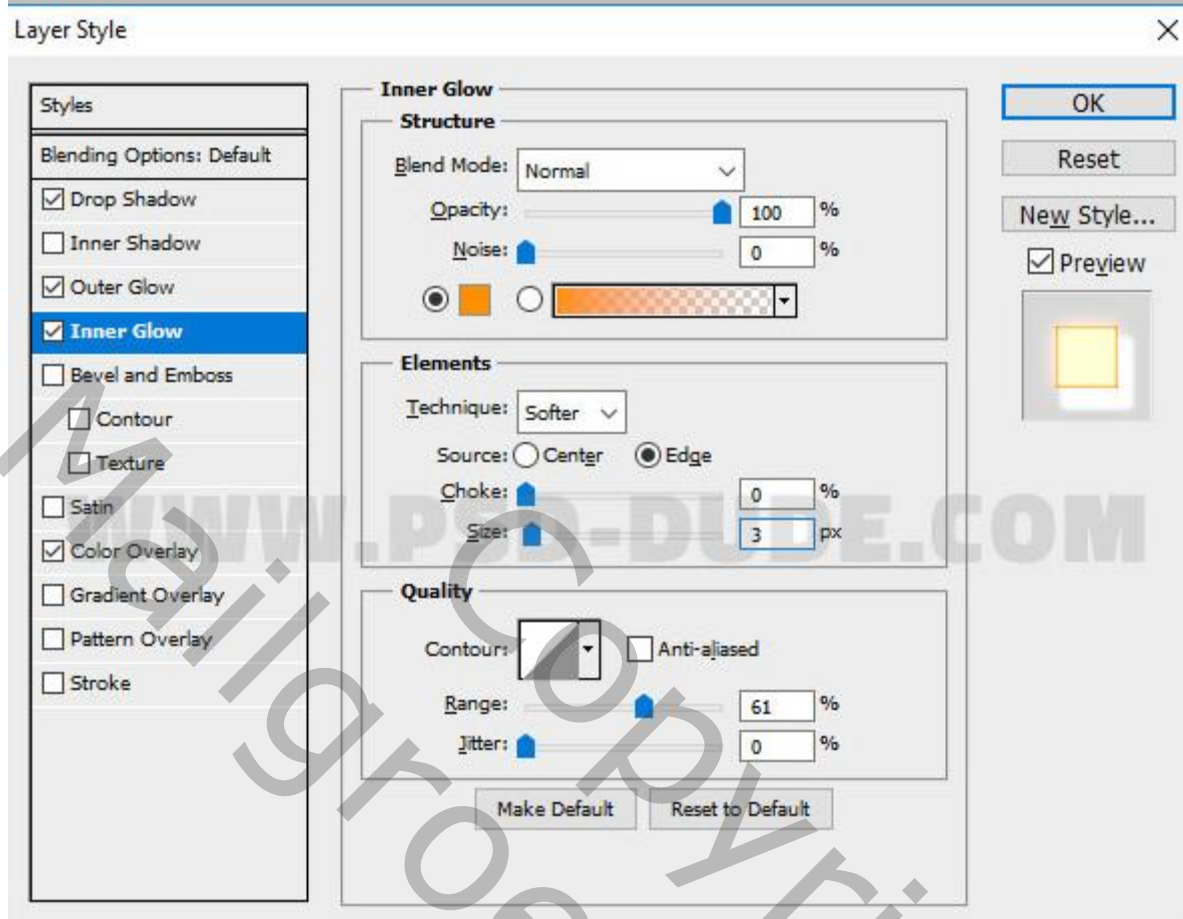 Layer Style
Styles
Blending Options: Default
Drop Shadow
Inner Shadow
Outer Glow
Inner Glow
Bevel and Emboss
Contour
Texture
Satin
Color Overlay
Gradient Overlay
Pattern Overlay
Stroke
Inner Glow
Structure
Blend Mode: Normal
Opacity: 100 %
Noise: 0 %
Elements
Technique: Softer
Source: Center Edge
Choke: 0 %
Size: 3 px
Quality
Contour: Anti-aliased
Range: 61 %
Jitter: 0 %
Make Default Reset to Default
OK
Reset
New Style...
Preview
WWW.PSD-DUDE.COM